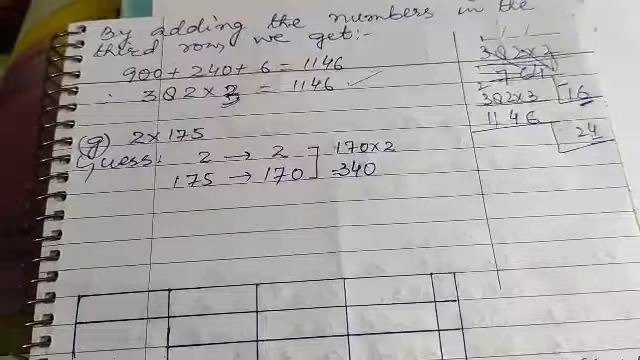 By adding the numbers in the
third row, we get:-
900 + 240 + 6 = 1146
∴ 382 × 3 = 1146 ✓
(g) 2 × 175
Guess: 2 → 2 ] 170 × 2
175 → 170 ] = 340
382 × 2
764
382 × 3
1146
16
24